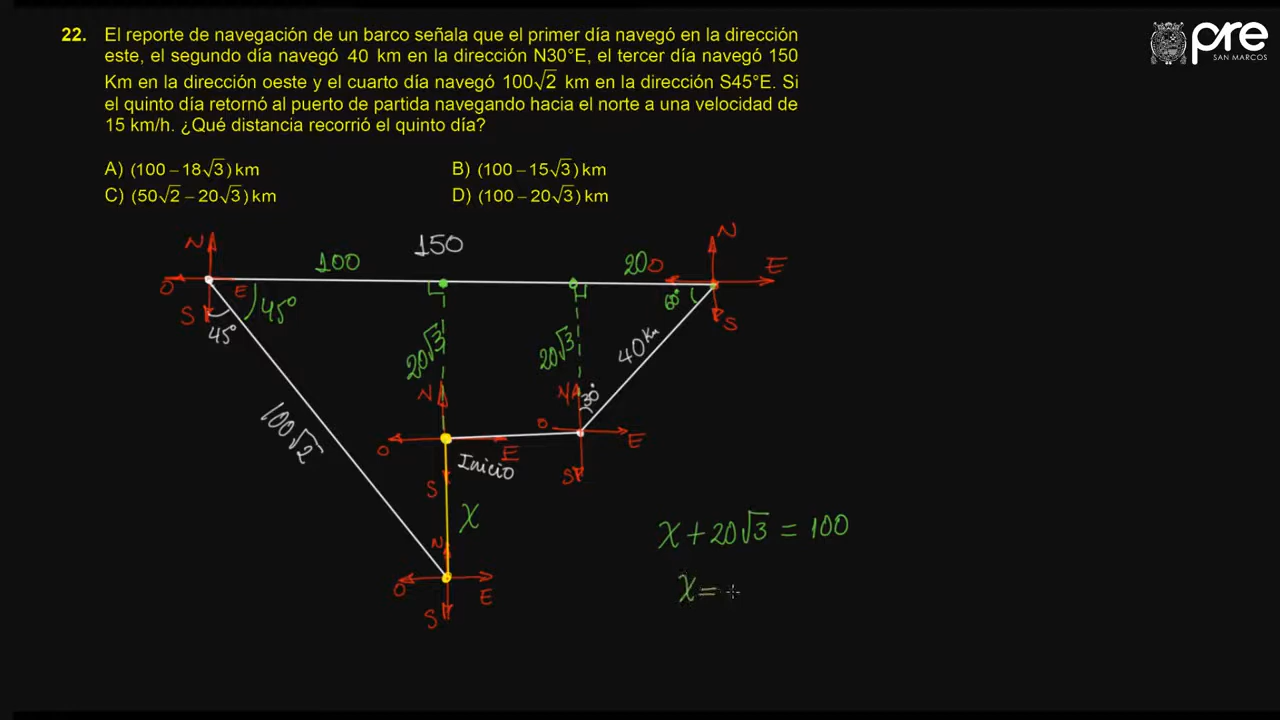 pre
SAN MARCOS
22. El reporte de navegación de un barco señala que el primer día navegó en la dirección
este, el segundo día navegó 40 km en la dirección N30°E, el tercer día navegó 150
Km en la dirección oeste y el cuarto día navegó 100√2 km en la dirección S45°E. Si
el quinto día retornó al puerto de partida navegando hacia el norte a una velocidad de
15 km/h. ¿Qué distancia recorrió el quinto día?
A) (100 – 18√3) km B) (100 – 15√3) km
C) (50√2 – 20√3) km D) (100 – 20√3) km
N 150 N
100 20 O E
O E 60°
S 45° S
45°
20√3 20√3 40 Km
N N 30°
100√2 O E O E
Inicio S
S
χ
χ + 20√3 = 100
N
O E χ =
S